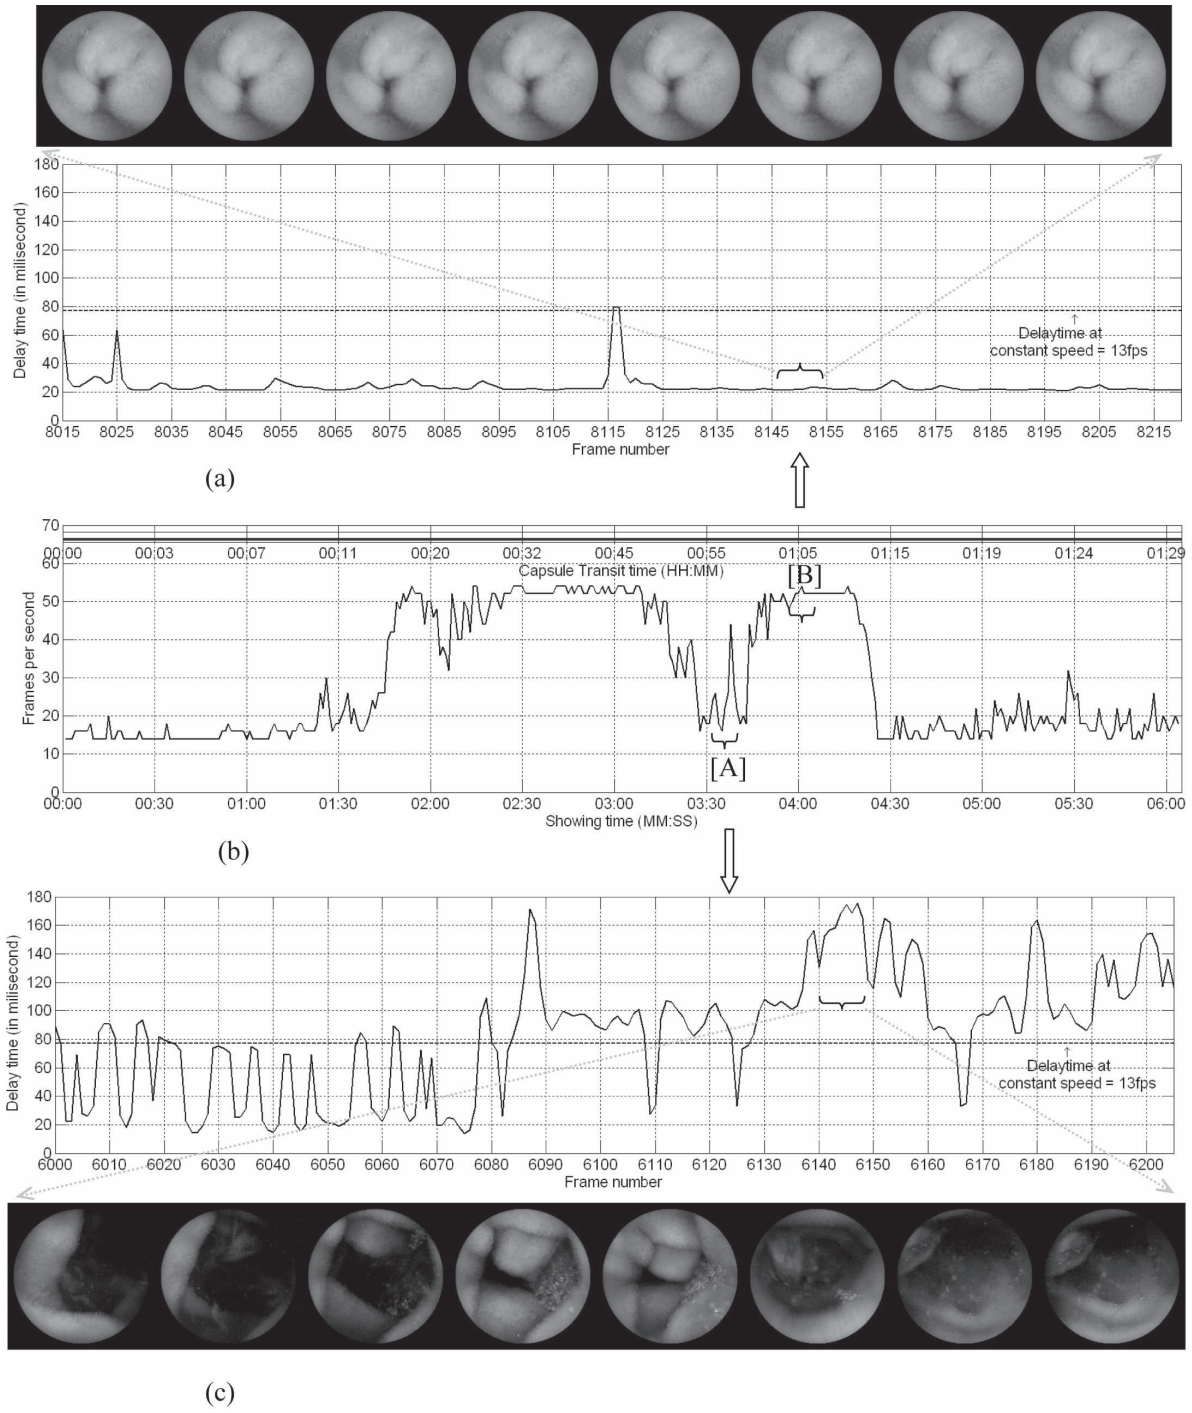 180
160
140
120
100
80
60
40
20
0
Delay time (in milisecond)
↑
Delaytime at
constant speed = 13fps
8015 8025 8035 8045 8055 8065 8075 8085 8095 8105 8115 8125 8135 8145 8155 8165 8175 8185 8195 8205 8215
Frame number
(a)
70
60
50
40
30
20
10
0
Frames per second
00:00 00:03 00:07 00:11 00:20 00:32 00:45 00:55 01:05 01:15 01:19 01:24 01:29
Capsule Transit time (HH:MM)
[B]
[A]
00:00 00:30 01:00 01:30 02:00 02:30 03:00 03:30 04:00 04:30 05:00 05:30 06:00
Showing time (MM:SS)
(b)
180
160
140
120
100
80
60
40
20
0
Delay time (in milisecond)
↑
Delaytime at
constant speed = 13fps
6000 6010 6020 6030 6040 6050 6060 6070 6080 6090 6100 6110 6120 6130 6140 6150 6160 6170 6180 6190 6200
Frame number
(c)